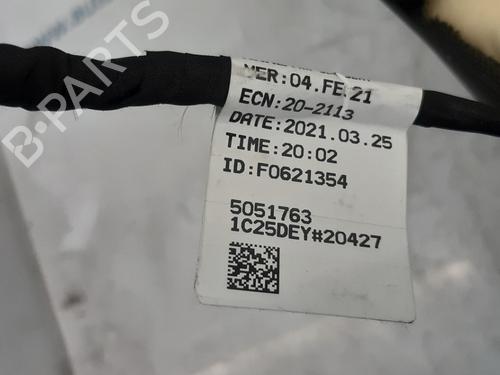 VER:04.FE.21
ECN:20-2113
DATE:2021.03.25
TIME:20:02
ID:F0621354
5051763
1C25DEY#20427
B-PARTS